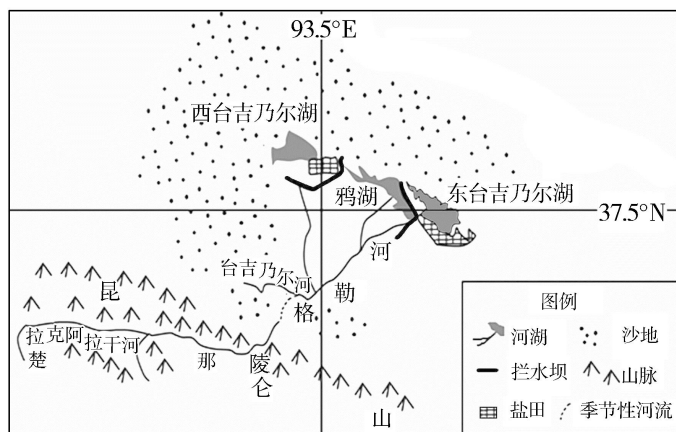 93.5°E
西台吉乃尔湖
鸦湖
东台吉乃尔湖
37.5°N
河
台吉乃尔河
勒
格
昆
拉克阿拉干河
楚
那
陵
仑
山
图例
河湖
沙地
拦水坝
山脉
盐田
季节性河流